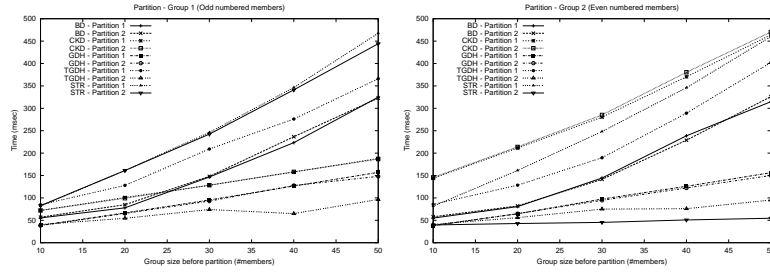 Partition - Group 1 (Odd numbered members)
500
450
400
350
300
250
200
150
100
50
0
Time (msec)
BD - Partition 1
BD - Partition 2
CKD - Partition 1
CKD - Partition 2
GDH - Partition 1
GDH - Partition 2
TGDH - Partition 1
TGDH - Partition 2
STR - Partition 1
STR - Partition 2
10 15 20 25 30 35 40 45 50
Group size before partition (#members)
Partition - Group 2 (Even numbered members)
500
450
400
350
300
250
200
150
100
50
0
Time (msec)
BD - Partition 1
BD - Partition 2
CKD - Partition 1
CKD - Partition 2
GDH - Partition 1
GDH - Partition 2
TGDH - Partition 1
TGDH - Partition 2
STR - Partition 1
STR - Partition 2
10 15 20 25 30 35 40 45 50
Group size before partition (#members)